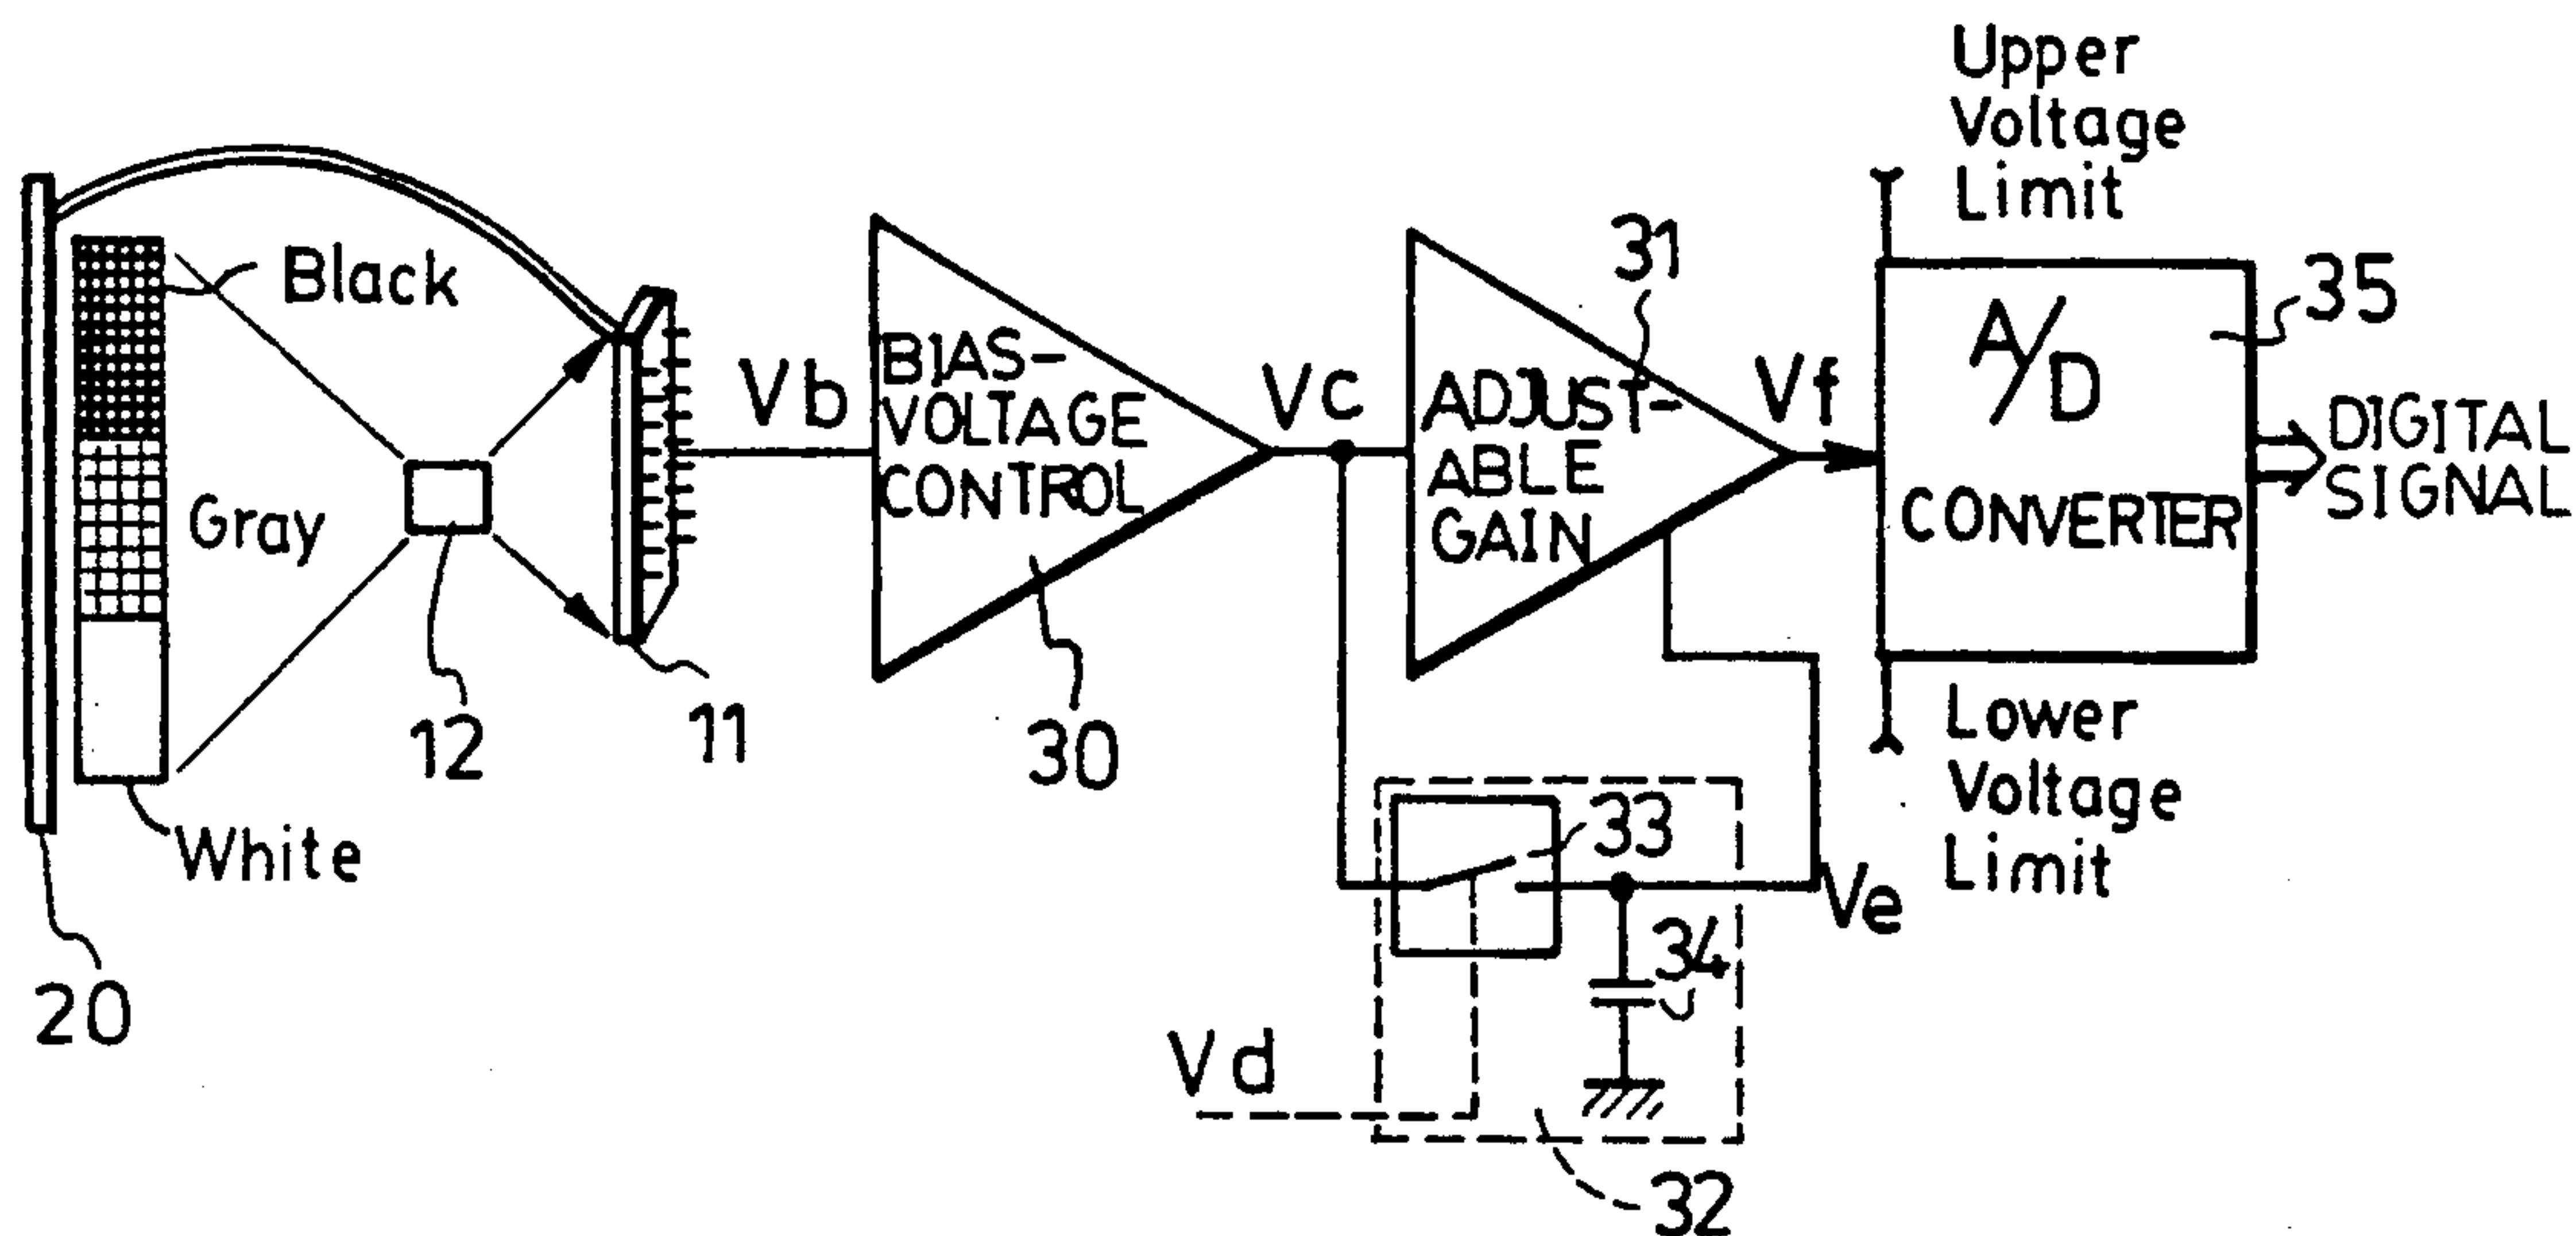 Upper
Voltage
Limit
Black
Gray
White
20
12
11
Vb
BIAS-
VOLTAGE
CONTROL
30
Vc
31
ADJUST-
ABLE
GAIN
Vf
A/D
CONVERTER
35
DIGITAL
SIGNAL
Lower
Voltage
Limit
33
34
Ve
Vd
32